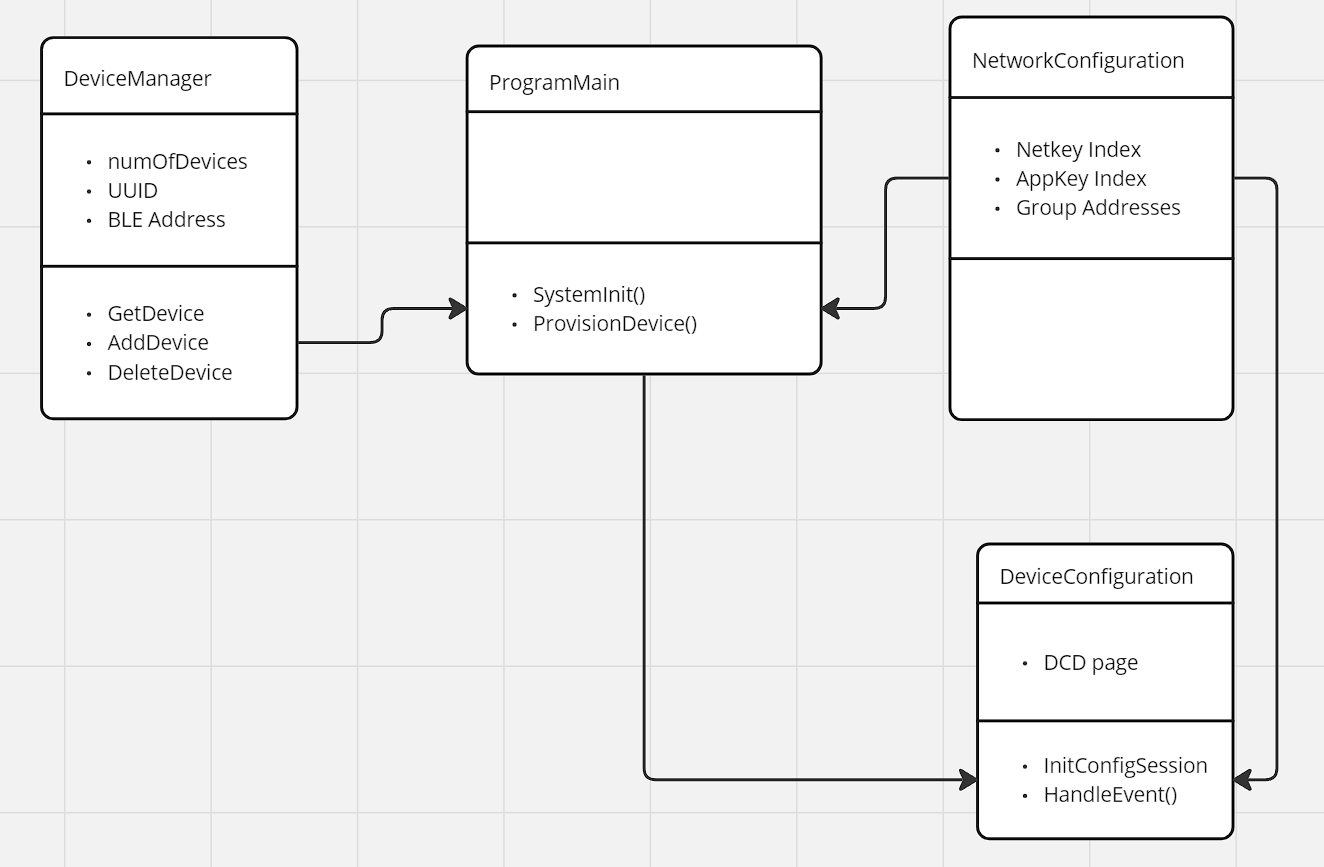 DeviceManager
• numOfDevices
• UUID
• BLE Address
• GetDevice
• AddDevice
• DeleteDevice
ProgramMain
• SystemInit()
• ProvisionDevice()
NetworkConfiguration
• Netkey Index
• AppKey Index
• Group Addresses
DeviceConfiguration
• DCD page
• InitConfigSession
• HandleEvent()